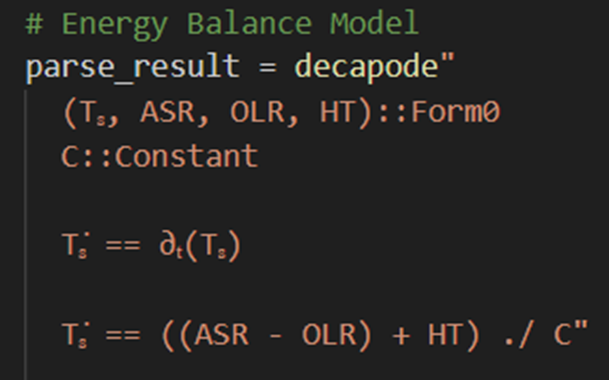 # Energy Balance Model
parse_result = decapode"
(Tₛ, ASR, OLR, HT)::Form0
C::Constant
Tₛ̇ == ∂ₜ(Tₛ)
Tₛ̇ == ((ASR - OLR) + HT) ./ C"